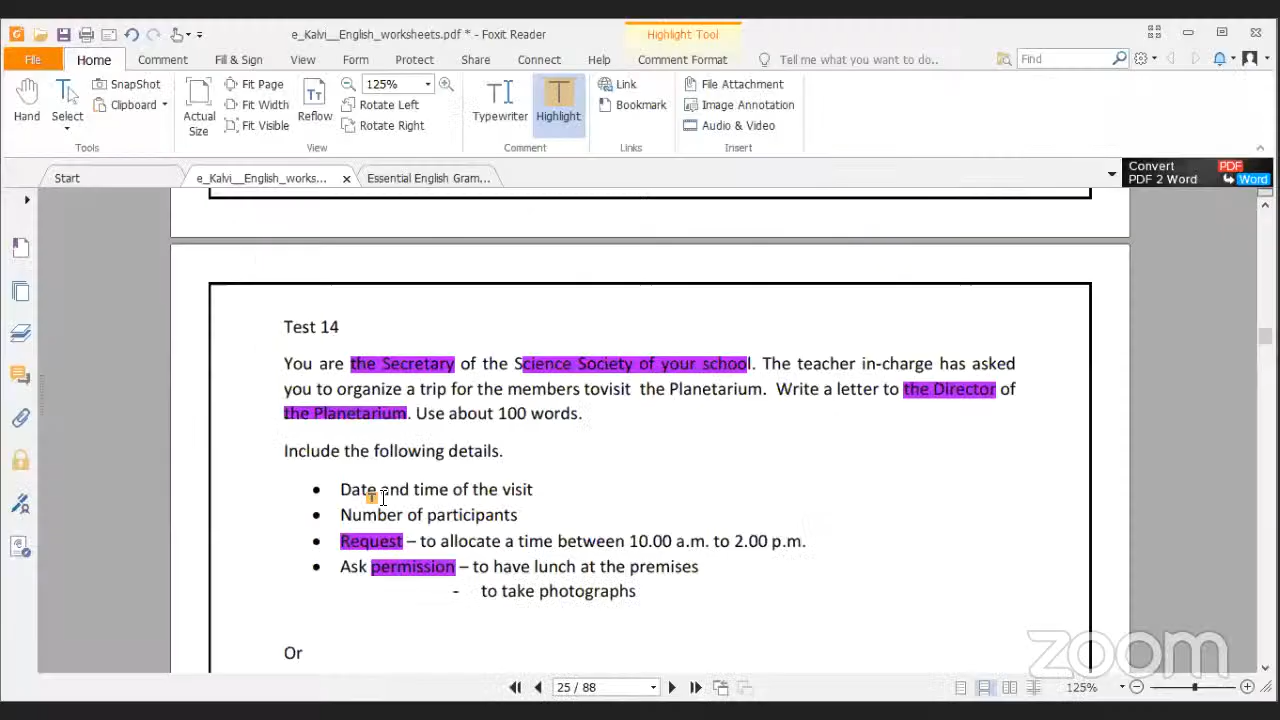 e_Kalvi__English_worksheets.pdf * - Foxit Reader
Highlight Tool
File Home Comment Fill & Sign View Form Protect Share Connect Help Comment Format Tell me what you want to do.. Find
Hand
Select
SnapShot
Clipboard
Tools
Actual Size
Fit Page
Fit Width
Fit Visible
Reflow
125%
Rotate Left
Rotate Right
View
Typewriter
Highlight
Comment
Link
Bookmark
Links
File Attachment
Image Annotation
Audio & Video
Insert
Start e_Kalvi__English_works... Essential English Gram...
Convert PDF
PDF 2 Word Word
Test 14
You are the Secretary of the Science Society of your school. The teacher in-charge has asked
you to organize a trip for the members tovisit the Planetarium. Write a letter to the Director of
the Planetarium. Use about 100 words.
Include the following details.
• Date and time of the visit
• Number of participants
• Request – to allocate a time between 10.00 a.m. to 2.00 p.m.
• Ask permission – to have lunch at the premises
- to take photographs
Or
zoom
25 / 88
125%